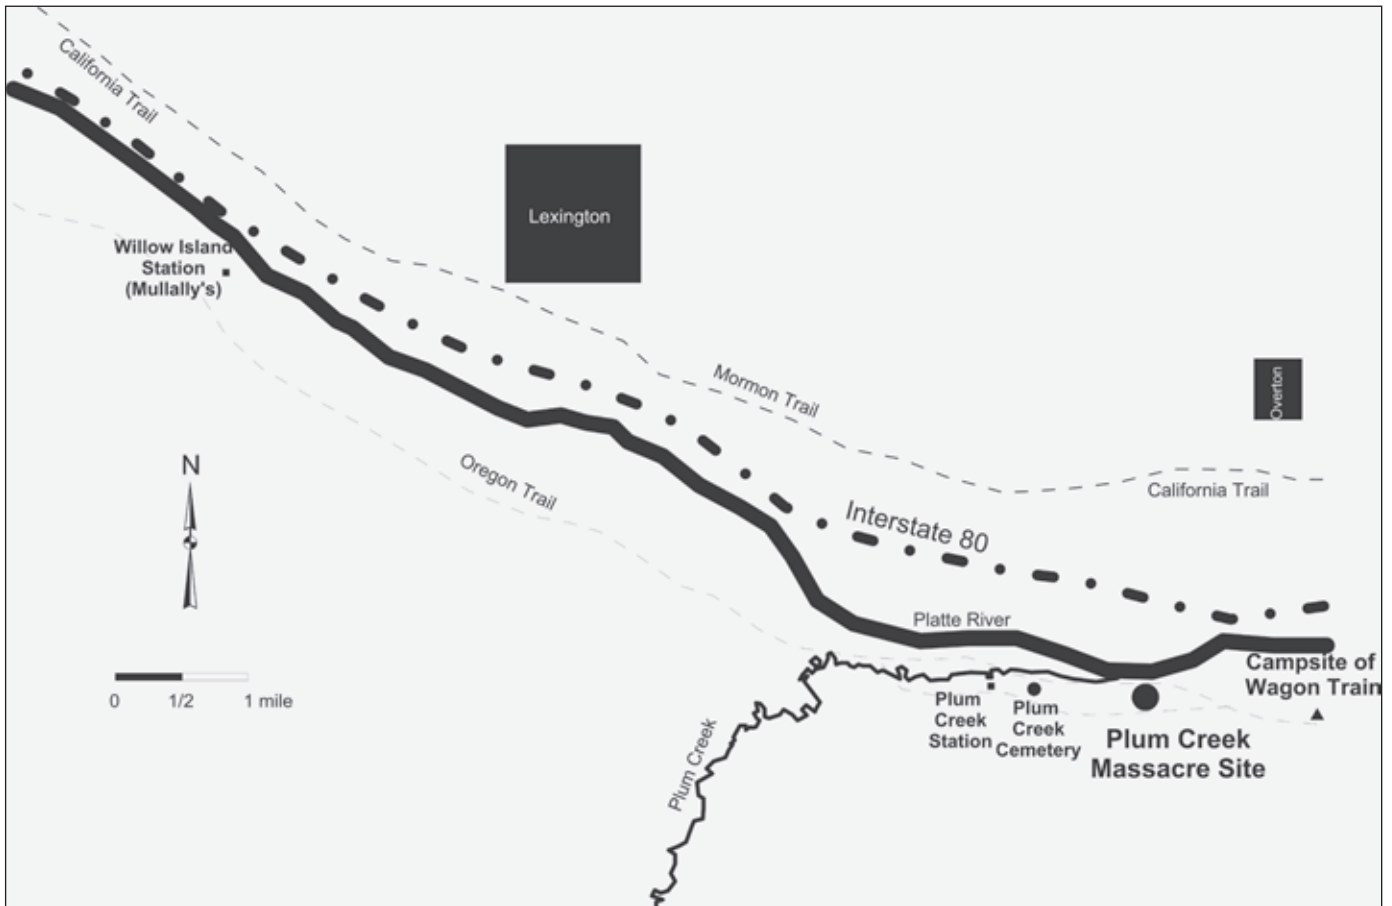 California Trail
Lexington
Willow Island
Station
(Mullally's)
Mormon Trail
Overton
N
Oregon Trail
California Trail
Interstate 80
Platte River
0 1/2 1 mile
Campsite of
Wagon Train
Plum
Creek
Station
Plum
Creek
Cemetery
Plum Creek
Massacre Site
Plum Creek